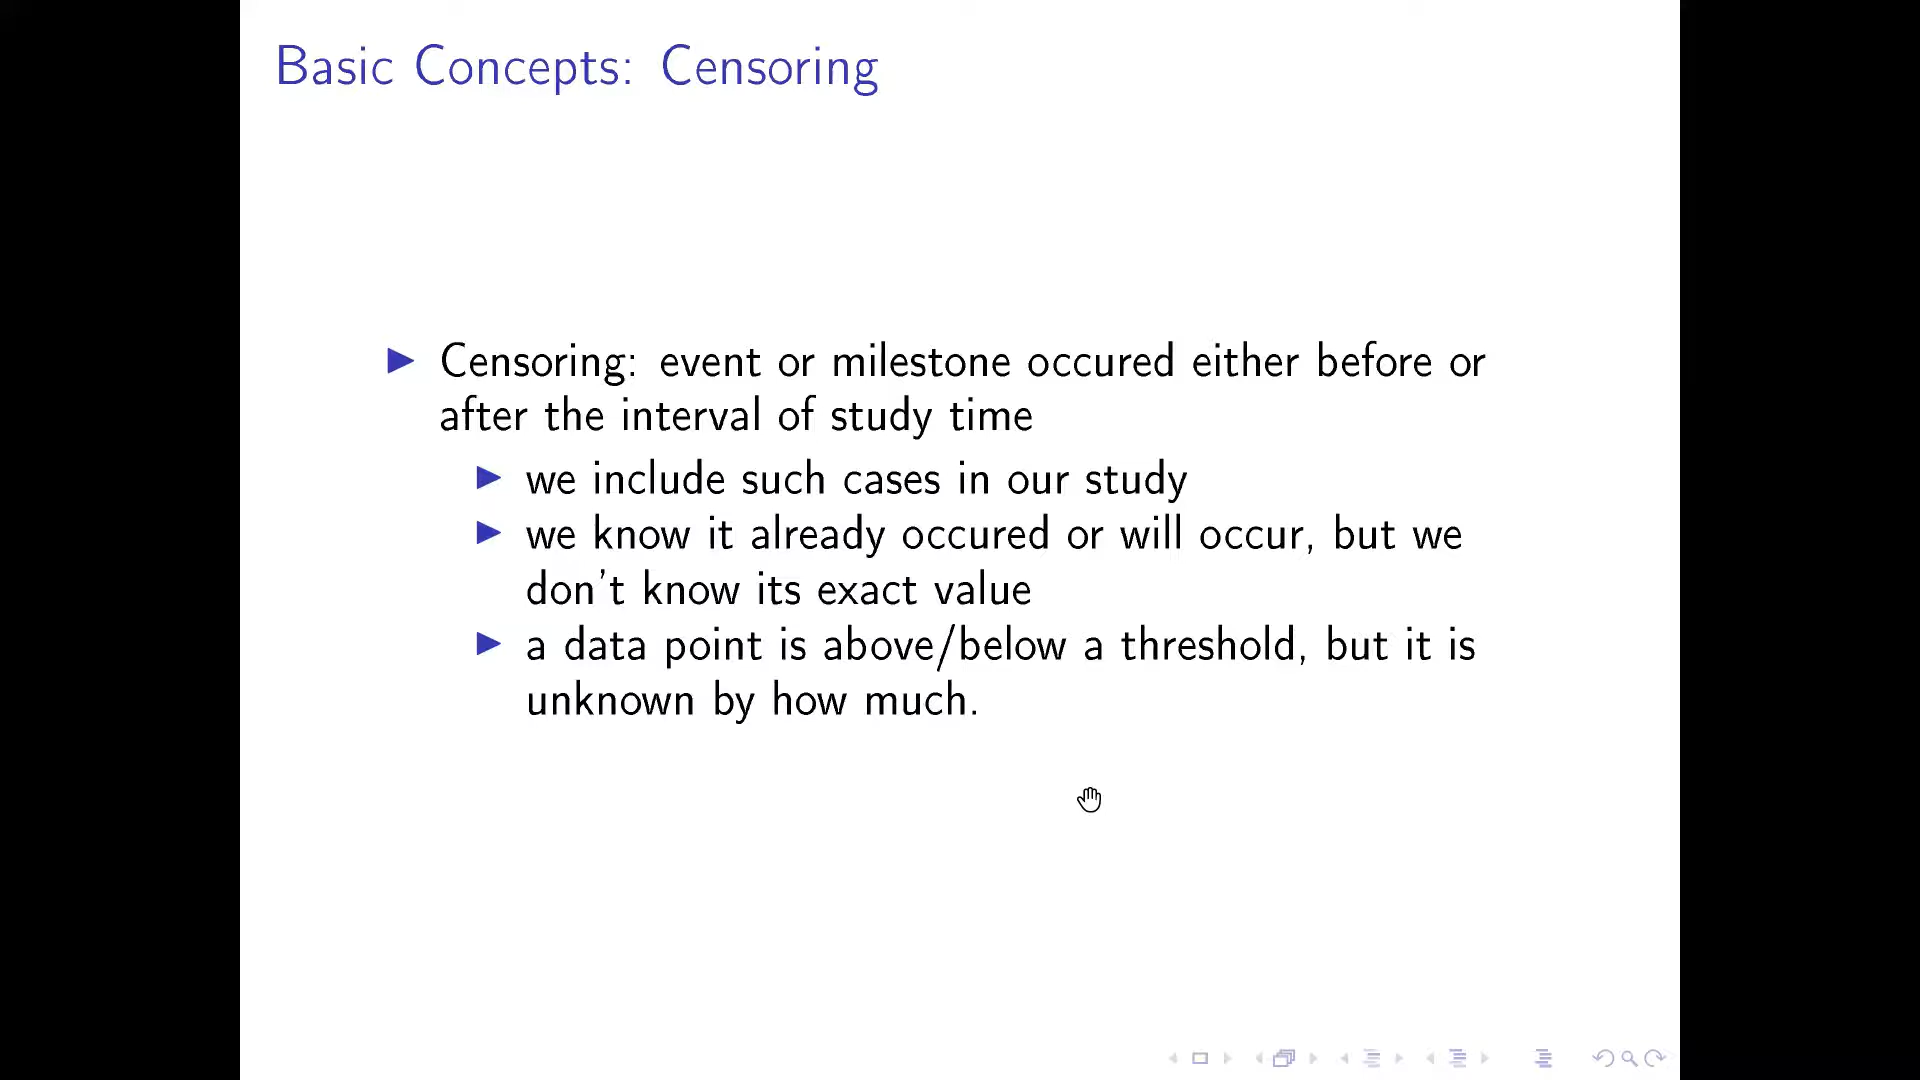 Basic Concepts: Censoring
Censoring: event or milestone occured either before or
after the interval of study time
we include such cases in our study
we know it already occured or will occur, but we
don't know its exact value
a data point is above/below a threshold, but it is
unknown by how much.